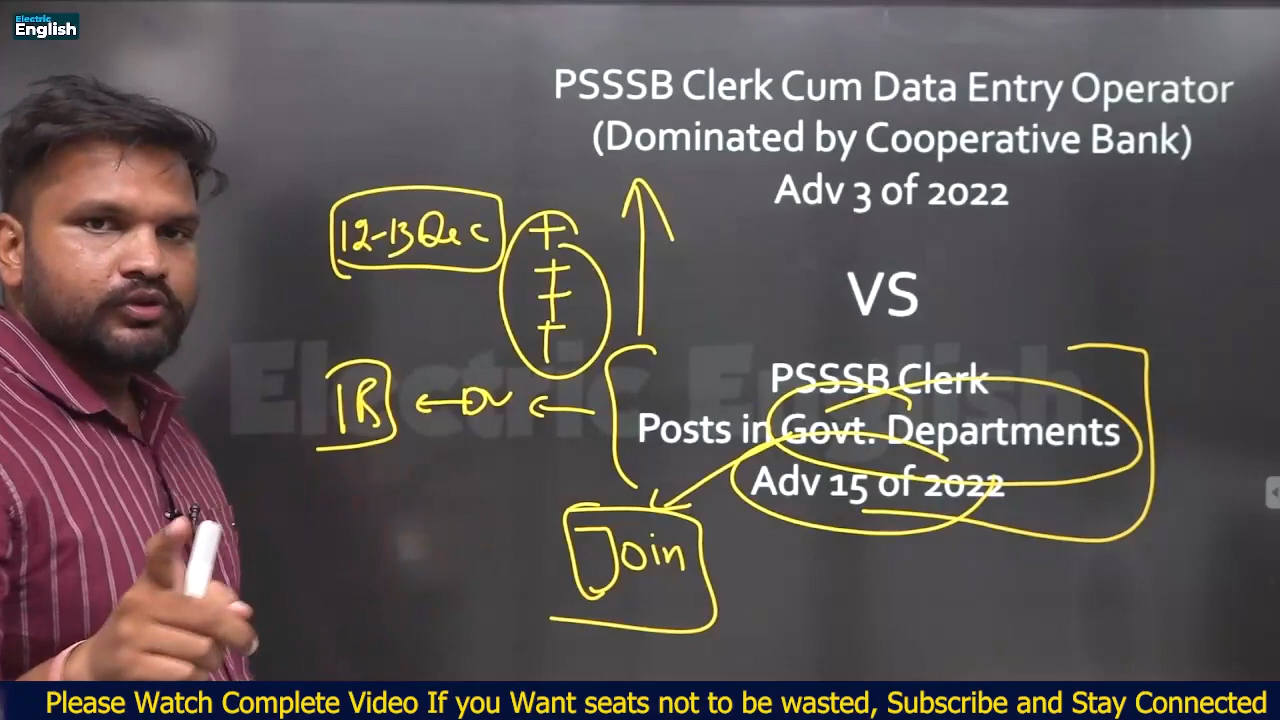 Electric
English
PSSSB Clerk Cum Data Entry Operator
(Dominated by Cooperative Bank)
Adv 3 of 2022
12-13 Dec
VS
Electric English
PSSSB Clerk
Posts in Govt. Departments
Adv 15 of 2022
Join
Please Watch Complete Video If you Want seats not to be wasted, Subscribe and Stay Connected